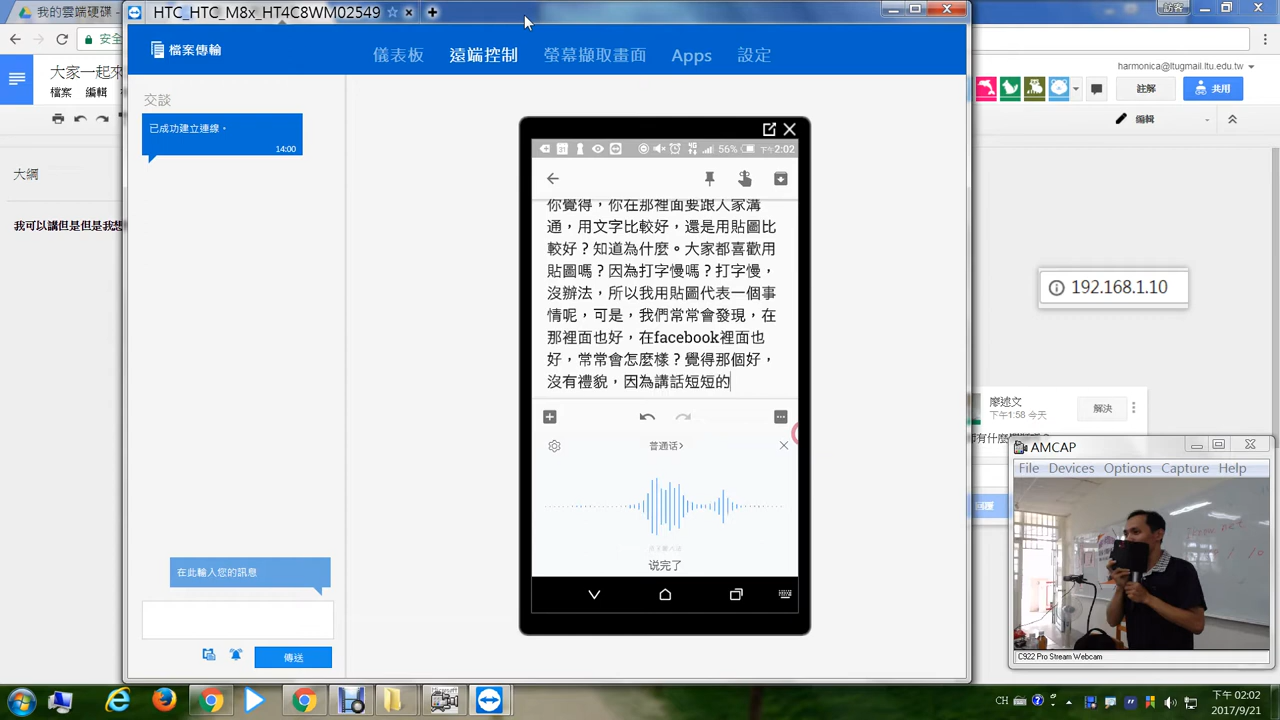 HTC_HTC_M8x_HT4C8WM02549
我的雲端硬碟
訪客
安全
檔案傳輸
儀表板
遠端控制
螢幕擷取畫面
Apps
設定
大家一起來
檔案
編輯
harmonica@ltugmail.ltu.edu.tw
註解
共用
編輯
交談
已成功建立連線。
14:00
大綱
我可以講但是但是我想
56%
下午2:02
你覺得，你在那裡面要跟人家溝
通，用文字比較好，還是用貼圖比
較好？知道為什麼。大家都喜歡用
貼圖嗎？因為打字慢嗎？打字慢，
沒辦法，所以我用貼圖代表一個事
情呢，可是，我們常常會發現，在
那裡面也好，在facebook裡面也
好，常常會怎麼樣？覺得那個好，
沒有禮貌，因為講話短短的
普通话
说完了
192.168.1.10
廖述文
下午1:58 今天
解決
AMCAP
File Devices Options Capture Help
C922 Pro Stream Webcam
在此輸入您的訊息
傳送
CH
下午 02:02
2017/9/21